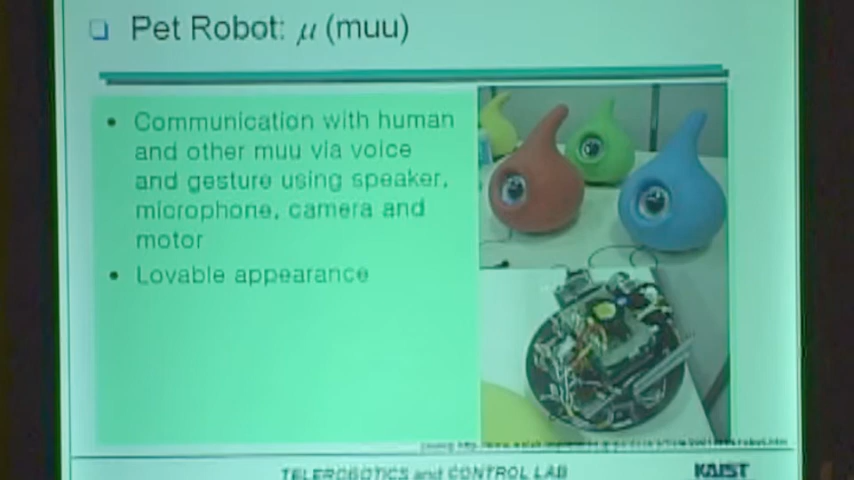 Pet Robot: μ (muu)
• Communication with human
and other muu via voice
and gesture using speaker,
microphone, camera and
motor
• Lovable appearance
TELEROBOTICS and CONTROL LAB
KAIST